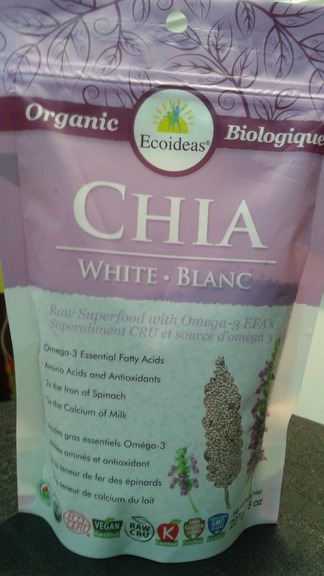 Organic
Ecoideas®
Biologique
CHIA
WHITE · BLANC
Raw Superfood with Omega-3 EFA's
Superaliment CRU et source d'oméga 3
Omega-3 Essential Fatty Acids
Amino Acids and Antioxidants
the Iron of Spinach
the Calcium of Milk
gras essentiels Oméga-3
aminés et antioxidant
teneur de fer des épinards
teneur de calcium du lait
VEGAN
RAW
CRU
K
oz